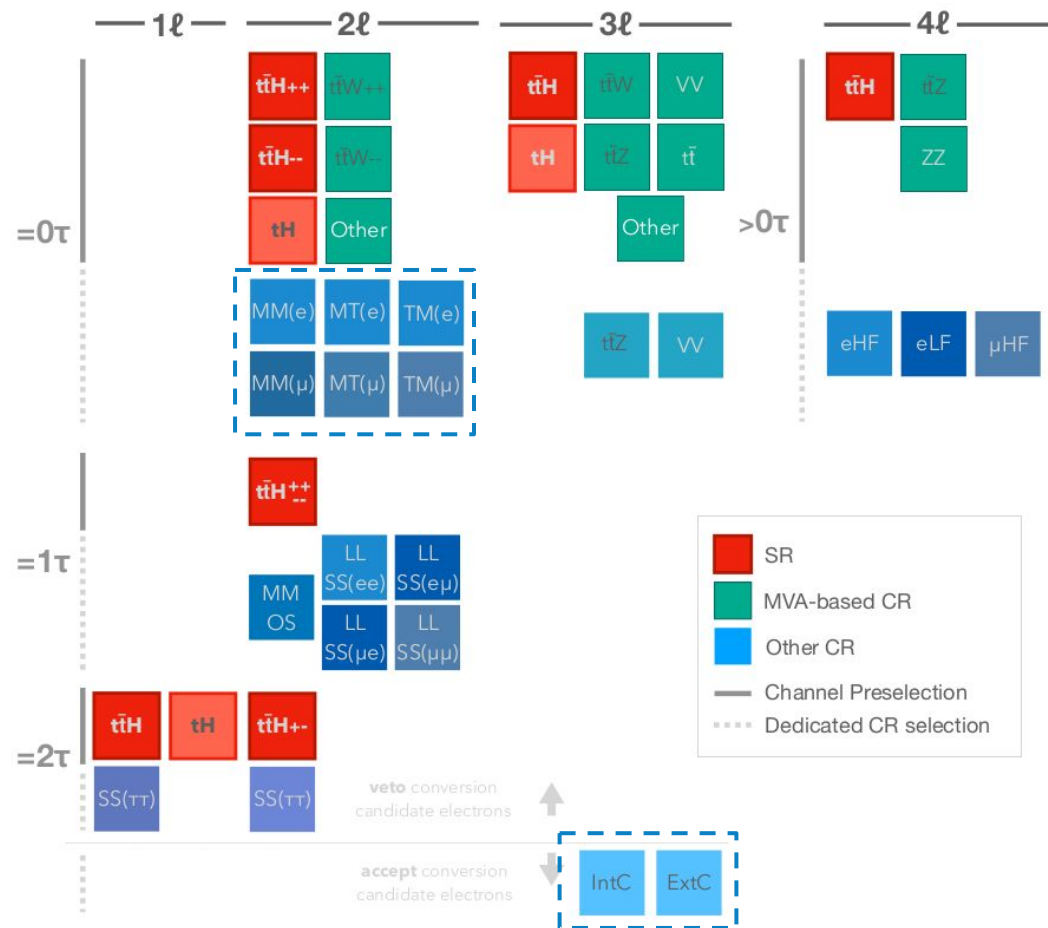 1ℓ 2ℓ 3ℓ 4ℓ
tt̄H++ tt̄W++ tt̄H tt̄W VV tt̄H tt̄Z
tt̄H-- tt̄W-- tH tt̄Z tt̄ ZZ
=0τ tH Other Other >0τ
MM(e) MT(e) TM(e) tt̄Z VV eHF eLF μHF
MM(μ) MT(μ) TM(μ)
tt̄H++
--
=1τ
MM
OS
LL
SS(ee)
LL
SS(eμ)
LL
SS(μe)
LL
SS(μμ)
SR
MVA-based CR
Other CR
Channel Preselection
Dedicated CR selection
=2τ tt̄H tH tt̄H+-
SS(ττ) SS(ττ)
veto conversion
candidate electrons
accept conversion
candidate electrons
IntC ExtC